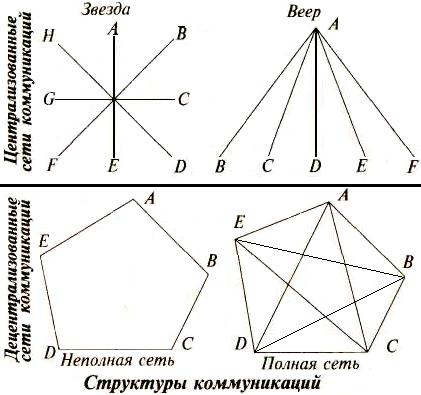 Централизованные
сети коммуникаций
Звезда
A
B
C
D
E
F
G
H
Веер
A
B
C
D
E
F
Децентрализованные
сети коммуникаций
A
B
C
D
E
Неполная сеть
A
B
C
D
E
Полная сеть
Структуры коммуникаций